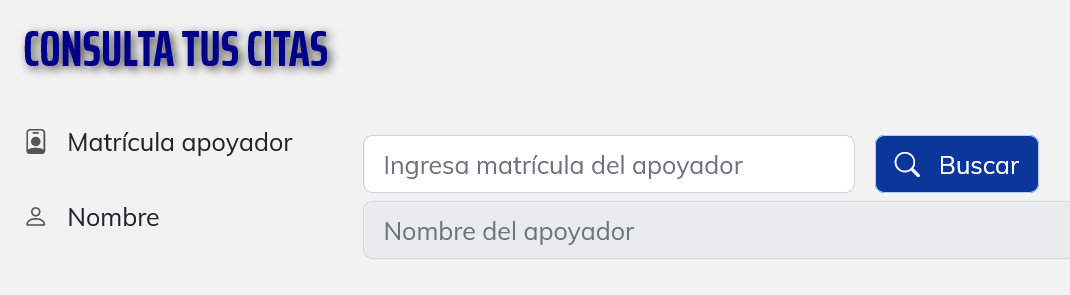 CONSULTA TUS CITAS
Matrícula apoyador
Ingresa matrícula del apoyador
Buscar
Nombre
Nombre del apoyador